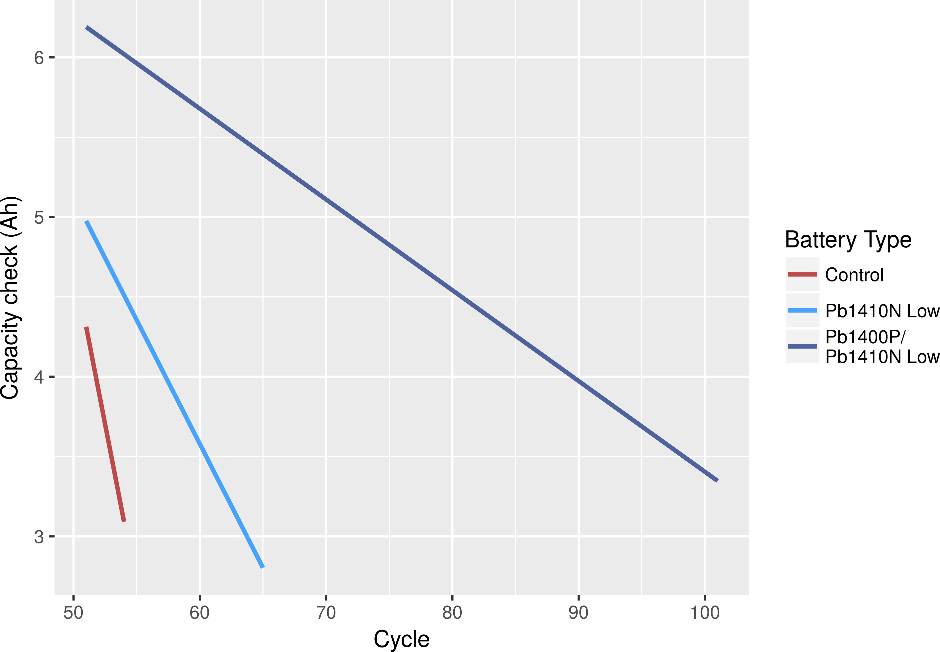 6
5
4
3
50 60 70 80 90 100
Cycle
Capacity check (Ah)
Battery Type
Control
Pb1410N Low
Pb1400P/
Pb1410N Low